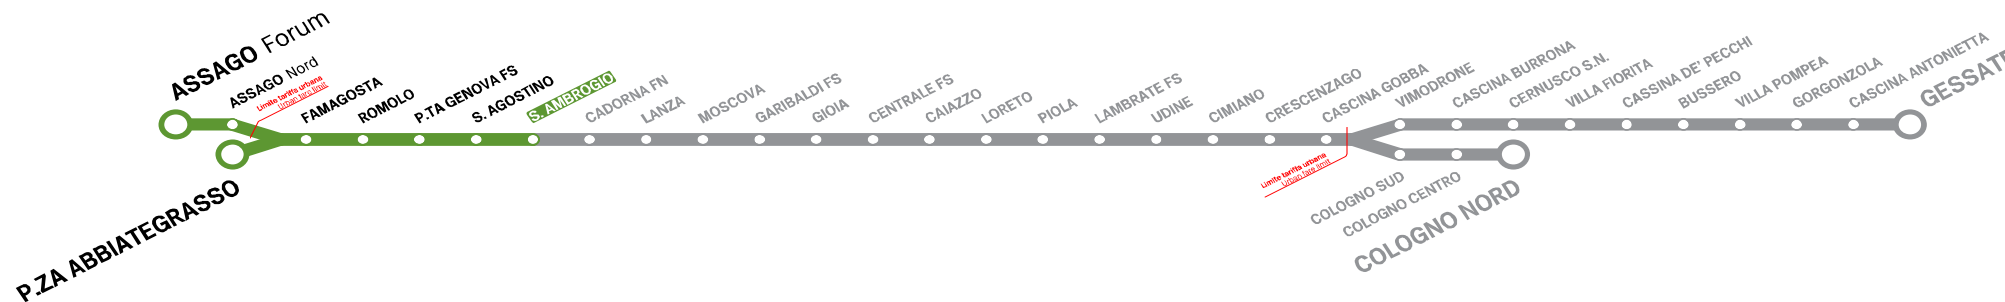 ASSAGO Forum
ASSAGO Nord
Limite tariffa urbana
Urban fare limit
P.ZA ABBIATEGRASSO
FAMAGOSTA
ROMOLO
P.TA GENOVA FS
S. AGOSTINO
S. AMBROGIO
CADORNA FN
LANZA
MOSCOVA
GARIBALDI FS
GIOIA
CENTRALE FS
CAIAZZO
LORETO
PIOLA
LAMBRATE FS
UDINE
CIMIANO
CRESCENZAGO
CASCINA GOBBA
Limite tariffa urbana
Urban fare limit
VIMODRONE
CASCINA BURRONA
CERNUSCO S.N.
VILLA FIORITA
CASSINA DE' PECCHI
BUSSERO
VILLA POMPEA
GORGONZOLA
CASCINA ANTONIETTA
GESSATE
COLOGNO SUD
COLOGNO CENTRO
COLOGNO NORD